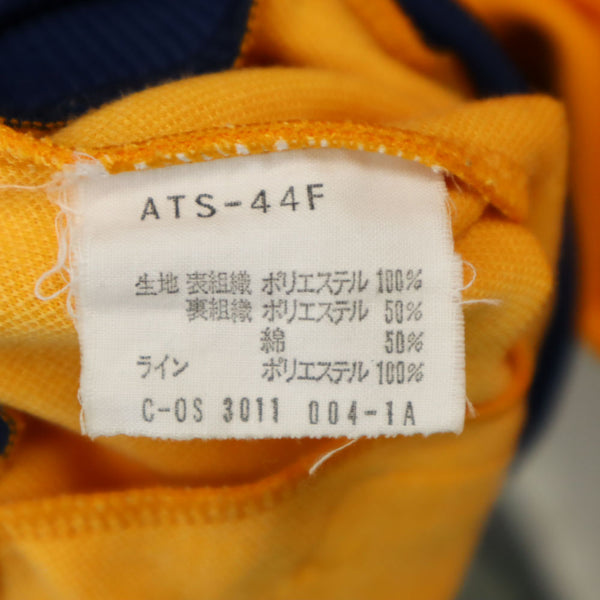 ATS-44F
生地 表組織 ポリエステル 100%
裏組織 ポリエステル 50%
綿 50%
ライン ポリエステル 100%
C-OS 3011 004-1A